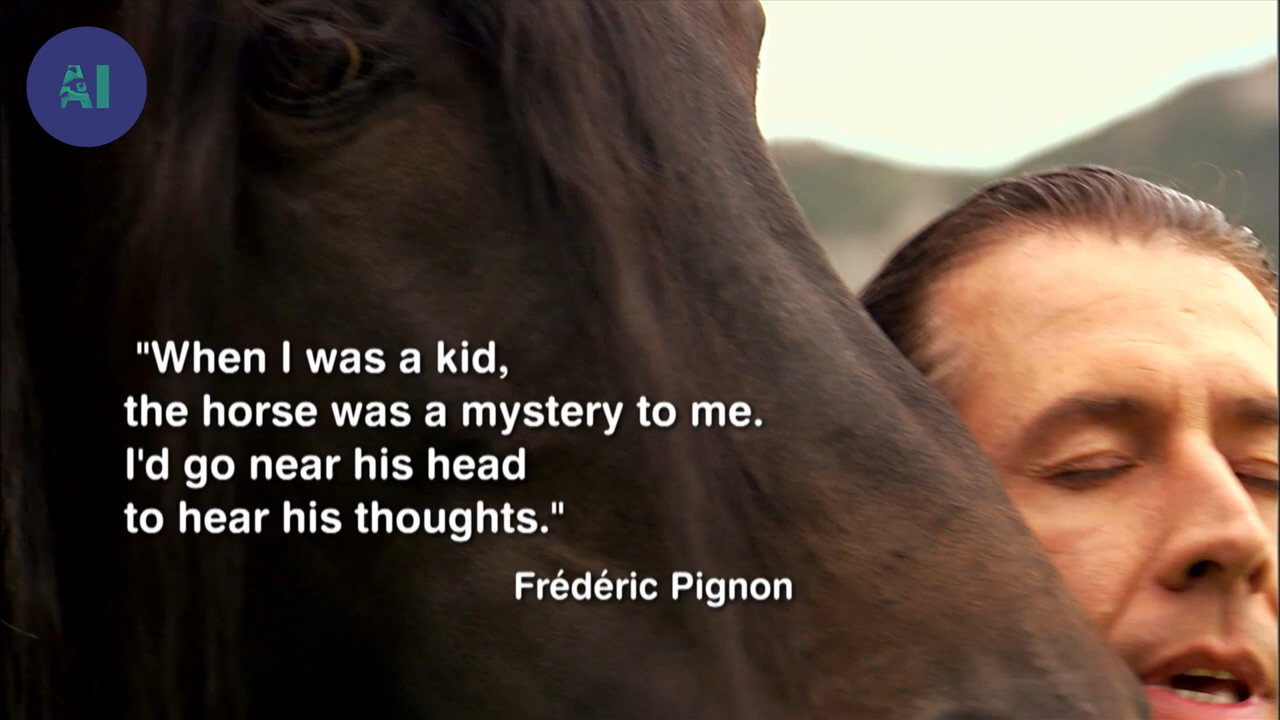 AI
"When I was a kid,
the horse was a mystery to me.
I'd go near his head
to hear his thoughts."
Frédéric Pignon